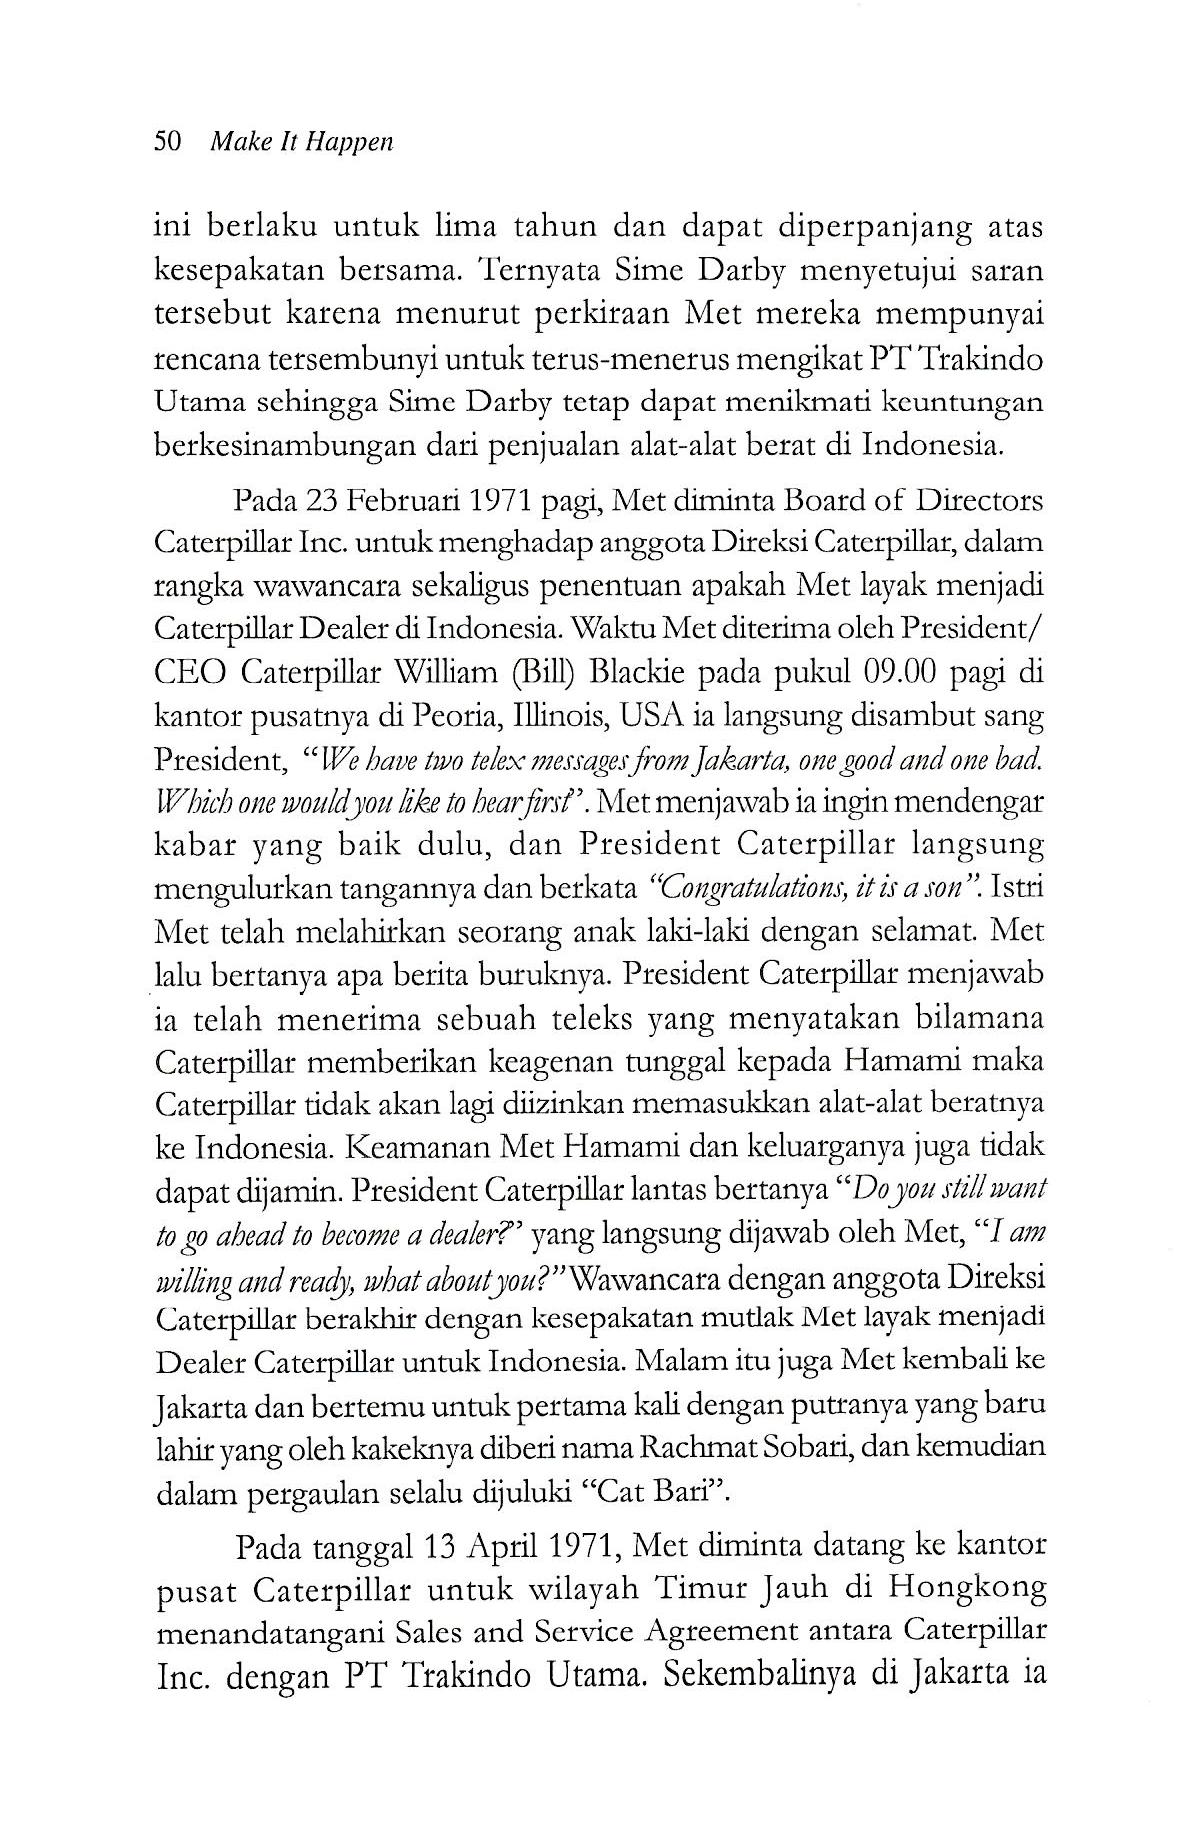 50 Make It Happen
ini berlaku untuk lima tahun dan dapat diperpanjang atas
kesepakatan bersama. Ternyata Sime Darby menyetujui saran
tersebut karena menurut perkiraan Met mereka mempunyai
rencana tersembunyi untuk terus-menerus mengikat PT Trakindo
Utama sehingga Sime Darby tetap dapat menikmati keuntungan
berkesinambungan dari penjualan alat-alat berat di Indonesia.
Pada 23 Februari 1971 pagi, Met diminta Board of Directors
Caterpillar Inc. untuk menghadap anggota Direksi Caterpillar, dalam
rangka wawancara sekaligus penentuan apakah Met layak menjadi
Caterpillar Dealer di Indonesia. Waktu Met diterima oleh President/
CEO Caterpillar William (Bill) Blackie pada pukul 09.00 pagi di
kantor pusatnya di Peoria, Illinois, USA ia langsung disambut sang
President, “We have two telex messages from Jakarta, one good and one bad.
Which one would you like to hear first”. Met menjawab ia ingin mendengar
kabar yang baik dulu, dan President Caterpillar langsung
mengulurkan tangannya dan berkata “Congratulations, it is a son”. Istri
Met telah melahirkan seorang anak laki-laki dengan selamat. Met
lalu bertanya apa berita buruknya. President Caterpillar menjawab
ia telah menerima sebuah teleks yang menyatakan bilamana
Caterpillar memberikan keagenan tunggal kepada Hamami maka
Caterpillar tidak akan lagi diizinkan memasukkan alat-alat beratnya
ke Indonesia. Keamanan Met Hamami dan keluarganya juga tidak
dapat dijamin. President Caterpillar lantas bertanya “Do you still want
to go ahead to become a dealer?” yang langsung dijawab oleh Met, “I am
willing and ready, what about you?” Wawancara dengan anggota Direksi
Caterpillar berakhir dengan kesepakatan mutlak Met layak menjadi
Dealer Caterpillar untuk Indonesia. Malam itu juga Met kembali ke
Jakarta dan bertemu untuk pertama kali dengan putranya yang baru
lahir yang oleh kakeknya diberi nama Rachmat Sobari, dan kemudian
dalam pergaulan selalu dijuluki “Cat Bari”.
Pada tanggal 13 April 1971, Met diminta datang ke kantor
pusat Caterpillar untuk wilayah Timur Jauh di Hongkong
menandatangani Sales and Service Agreement antara Caterpillar
Inc. dengan PT Trakindo Utama. Sekembalinya di Jakarta ia